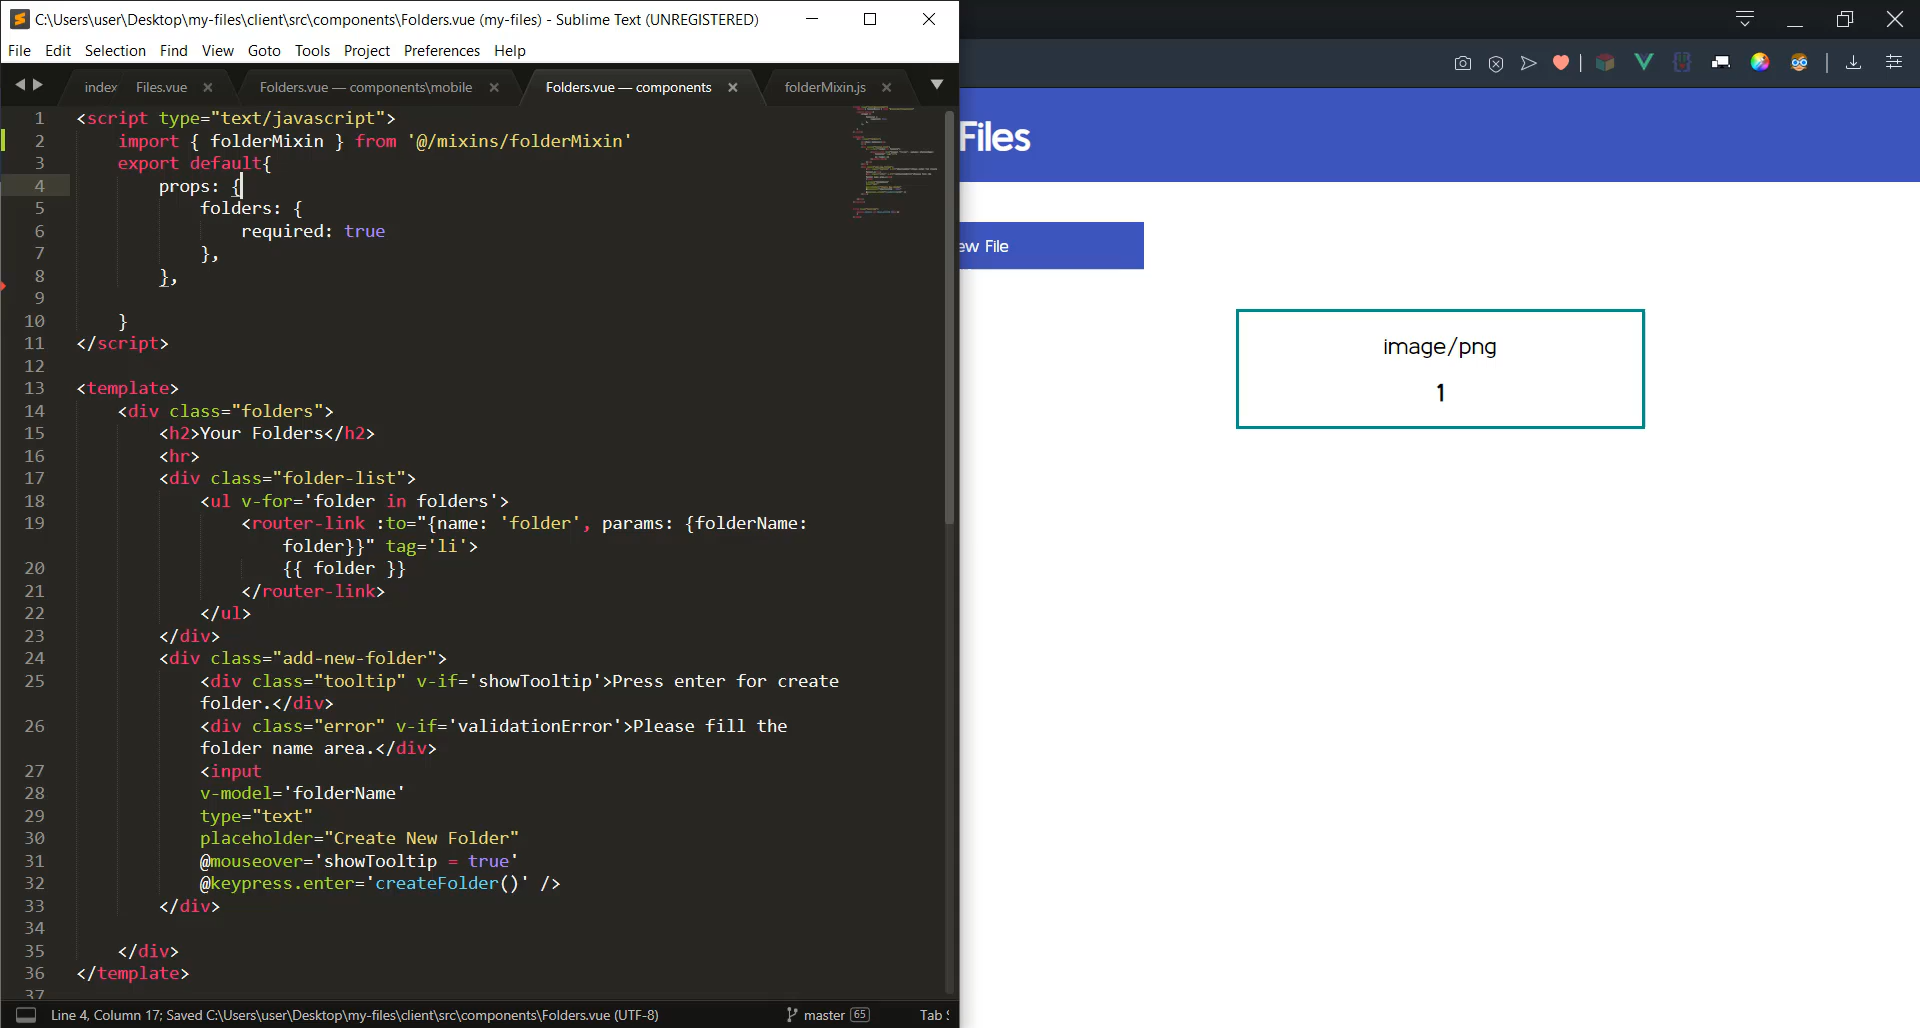 C:\Users\user\Desktop\my-files\client\src\components\Folders.vue (my-files) - Sublime Text (UNREGISTERED)
File Edit Selection Find View Goto Tools Project Preferences Help
index Files.vue Folders.vue — components\mobile Folders.vue — components folderMixin.js
1 <script type="text/javascript">
2 import { folderMixin } from '@/mixins/folderMixin'
3 export default{
4 props: {
5 folders: {
6 required: true
7 },
8 },
9
10 }
11 </script>
12
13 <template>
14 <div class="folders">
15 <h2>Your Folders</h2>
16 <hr>
17 <div class="folder-list">
18 <ul v-for='folder in folders'>
19 <router-link :to="{name: 'folder', params: {folderName:
folder}}" tag='li'>
20 {{ folder }}
21 </router-link>
22 </ul>
23 </div>
24 <div class="add-new-folder">
25 <div class="tooltip" v-if='showTooltip'>Press enter for create
folder.</div>
26 <div class="error" v-if='validationError'>Please fill the
folder name area.</div>
27 <input
28 v-model='folderName'
29 type="text"
30 placeholder="Create New Folder"
31 @mouseover='showTooltip = true'
32 @keypress.enter='createFolder()' />
33 </div>
34
35 </div>
36 </template>
37
Line 4, Column 17; Saved C:\Users\user\Desktop\my-files\client\src\components\Folders.vue (UTF-8) master 65 Tab
Files
ew File
image/png
1